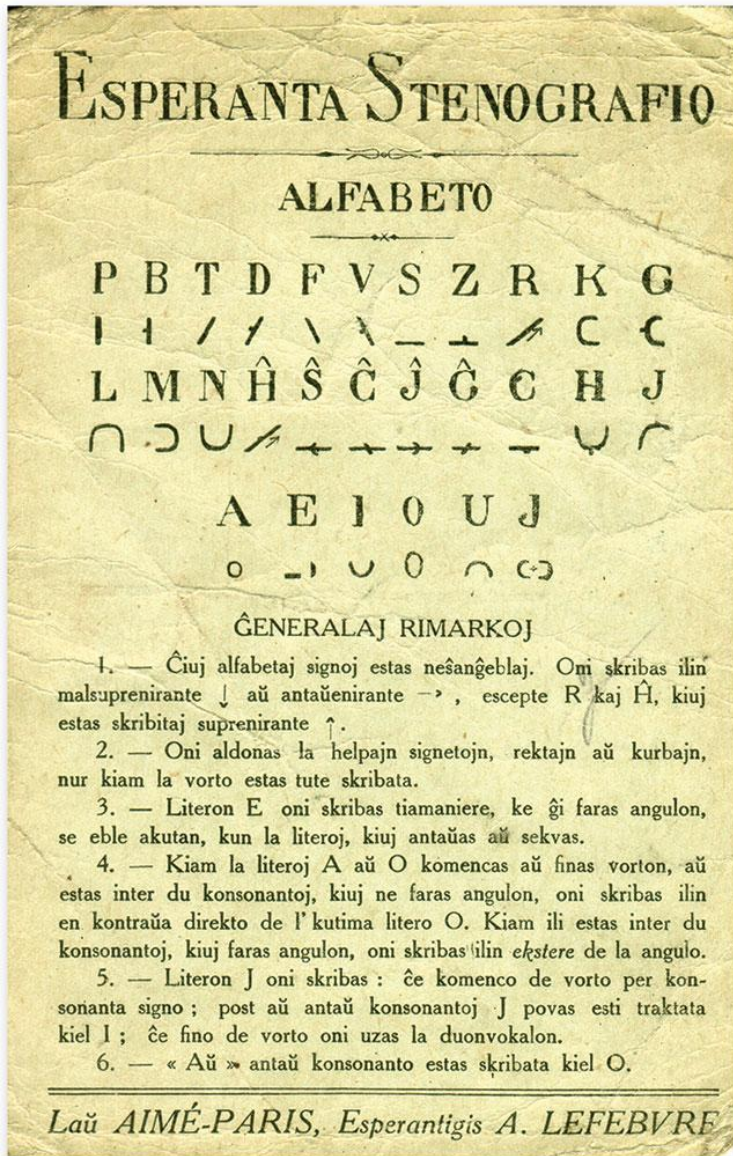 ESPERANTA STENOGRAFIO
ALFABETO
P B T D F V S Z R K G
L M N Ĥ Ŝ Ĉ Ĵ Ĝ C H J
A E I O U J
ĜENERALAJ RIMARKOJ
1. — Ĉiuj alfabetaj signoj estas neŝanĝeblaj. Oni skribas ilin
malsuprenirante ↓ aŭ antaŭenirante → , escepte R kaj Ĥ, kiuj
estas skribitaj suprenirante ↑.
2. — Oni aldonas la helpajn signetojn, rektajn aŭ kurbajn,
nur kiam la vorto estas tute skribata.
3. — Literon E oni skribas tiamaniere, ke ĝi faras angulon,
se eble akutan, kun la literoj, kiuj antaŭas aŭ sekvas.
4. — Kiam la literoj A aŭ O komencas aŭ finas vorton, aŭ
estas inter du konsonantoj, kiuj ne faras angulon, oni skribas ilin
en kontraŭa direkto de l' kutima litero O. Kiam ili estas inter du
konsonantoj, kiuj faras angulon, oni skribas ilin ekstere de la angulo.
5. — Literon J oni skribas : ĉe komenco de vorto per kon-
sonanta signo ; post aŭ antaŭ konsonantoj J povas esti traktata
kiel I ; ĉe fino de vorto oni uzas la duonvokalon.
6. — « Aŭ » antaŭ konsonanto estas skribata kiel O.
Laŭ AIMÉ-PARIS, Esperantigis A. LEFEBVRE